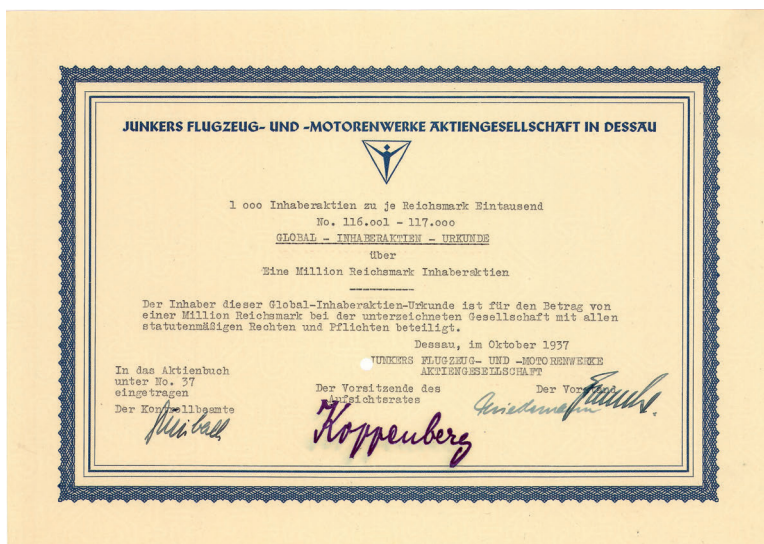 JUNKERS FLUGZEUG- UND -MOTORENWERKE AKTIENGESELLSCHAFT IN DESSAU
1 ooo Inhaberaktien zu je Reichsmark Eintausend
No. 116.oo1 - 117.ooo
GLOBAL - INHABERAKTIEN - URKUNDE
über
Eine Million Reichsmark Inhaberaktien
Der Inhaber dieser Global-Inhaberaktien-Urkunde ist für den Betrag von
einer Million Reichsmark bei der unterzeichneten Gesellschaft mit allen
statutenmäßigen Rechten und Pflichten beteiligt.
Dessau, im Oktober 1937
JUNKERS FLUGZEUG- UND -MOTORENWERKE
AKTIENGESELLSCHAFT
In das Aktienbuch
unter No. 37
eingetragen
Der Kontrollbeamte
Der Vorsitzende des
Aufsichtsrates
Koppenberg
Der Vorstand